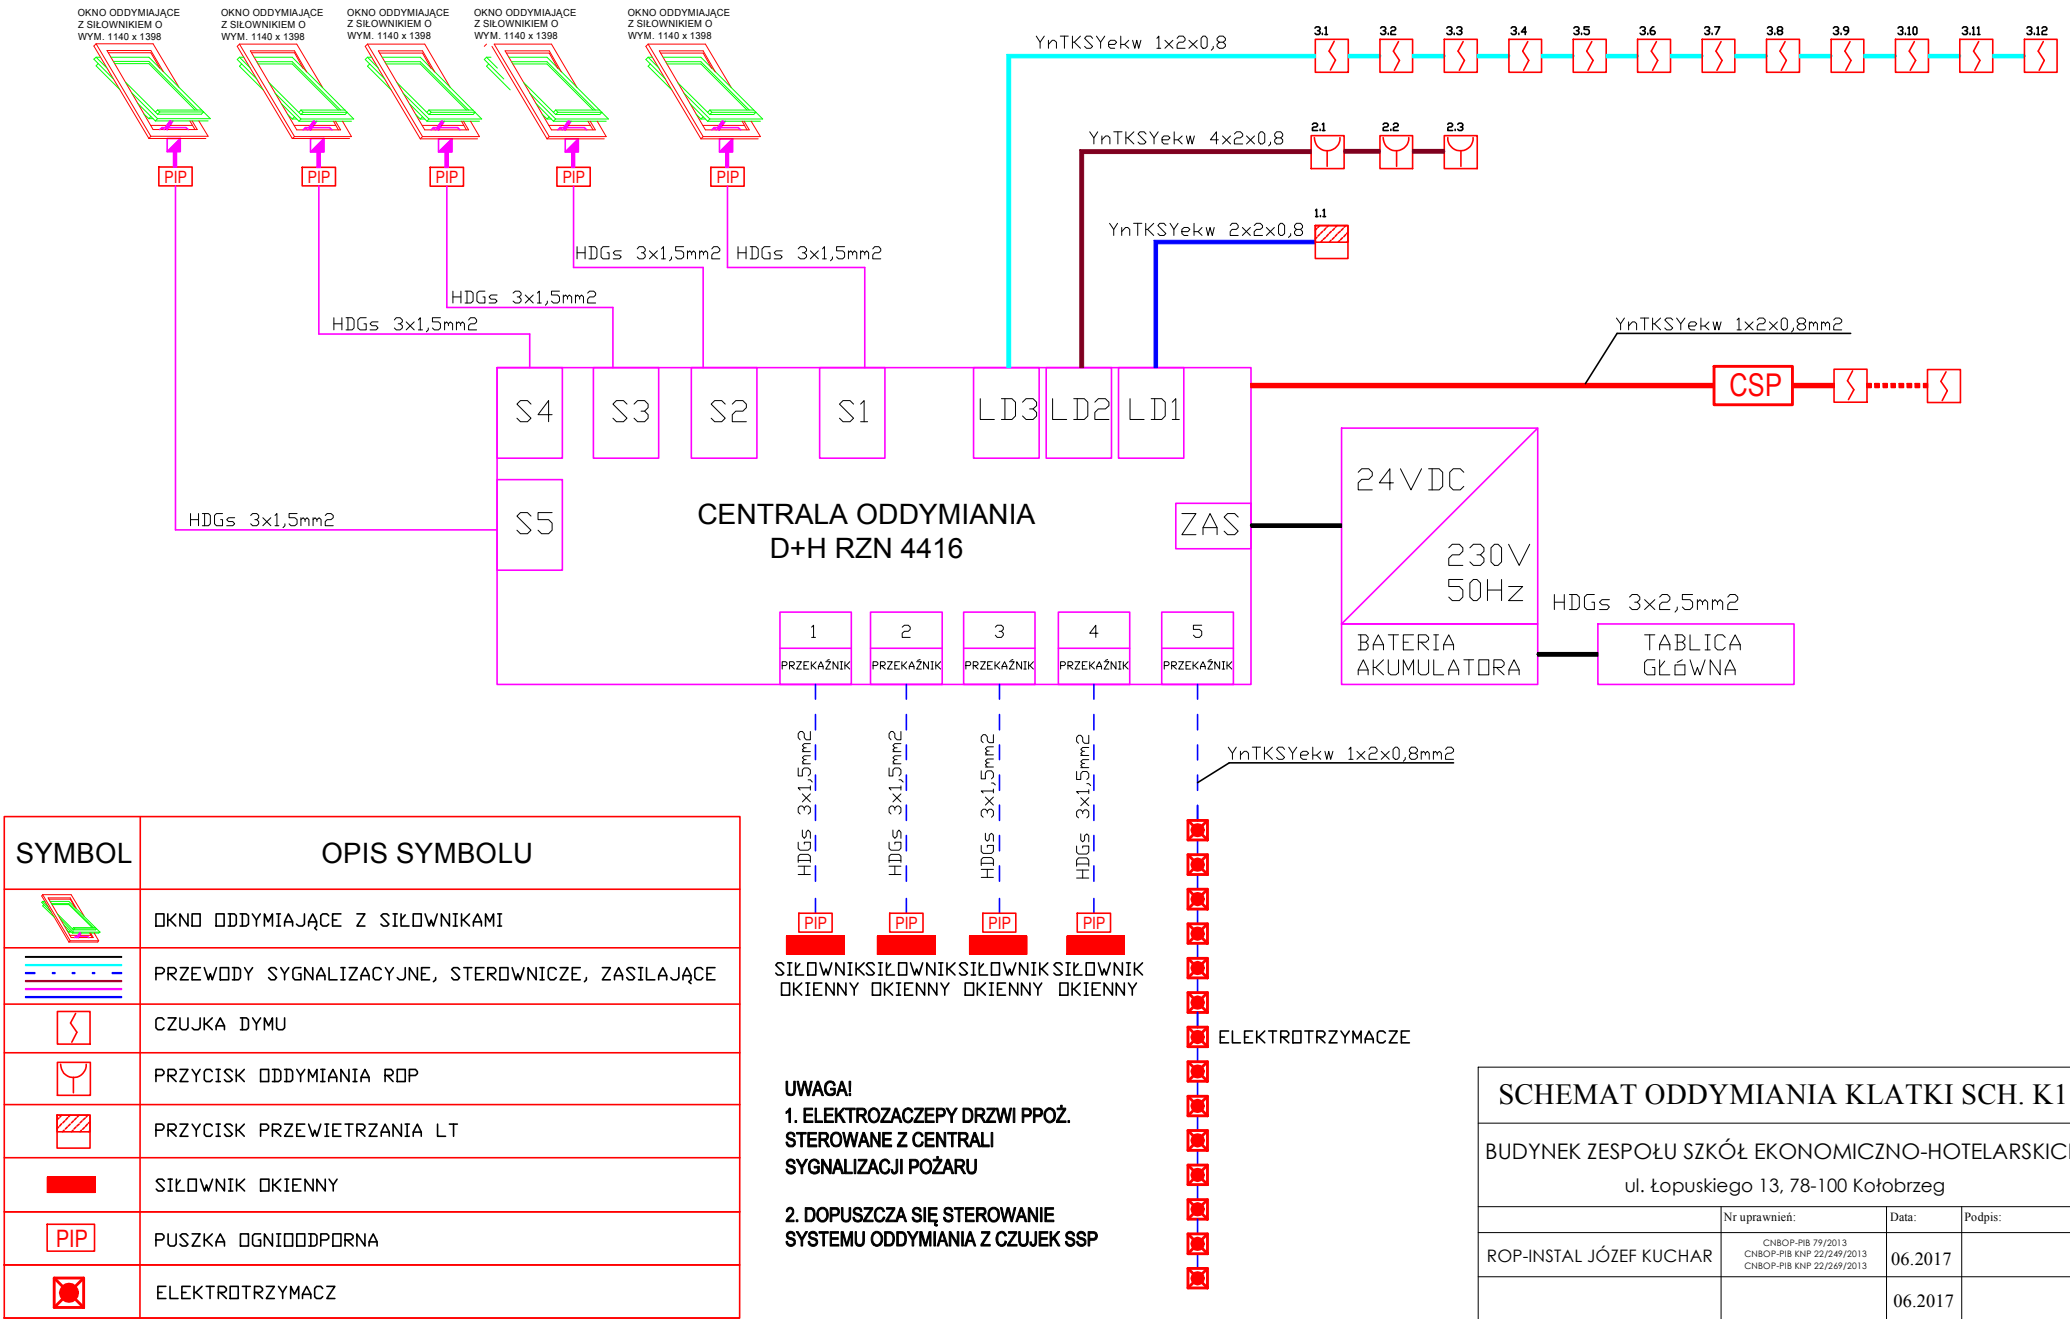 OKNO ODDYMIAJĄCE
Z SIŁOWNIKIEM O
WYM. 1140 x 1398
OKNO ODDYMIAJĄCE
Z SIŁOWNIKIEM O
WYM. 1140 x 1398
OKNO ODDYMIAJĄCE
Z SIŁOWNIKIEM O
WYM. 1140 x 1398
OKNO ODDYMIAJĄCE
Z SIŁOWNIKIEM O
WYM. 1140 x 1398
OKNO ODDYMIAJĄCE
Z SIŁOWNIKIEM O
WYM. 1140 x 1398
PIP
PIP
PIP
PIP
PIP
YnTKSYekw 1x2x0,8
3.1
3.2
3.3
3.4
3.5
3.6
3.7
3.8
3.9
3.10
3.11
3.12
YnTKSYekw 4x2x0,8
2.1
2.2
2.3
YnTKSYekw 2x2x0,8
1.1
HDGs 3x1,5mm2
HDGs 3x1,5mm2
HDGs 3x1,5mm2
HDGs 3x1,5mm2
HDGs 3x1,5mm2
YnTKSYekw 1x2x0,8mm2
CSP
S4
S3
S2
S1
LD3
LD2
LD1
S5
CENTRALA ODDYMIANIA
D+H RZN 4416
ZAS
24VDC
230V
50Hz
BATERIA
AKUMULATORA
HDGs 3x2,5mm2
TABLICA
GŁóWNA
1
PRZEKAŹNIK
2
PRZEKAŹNIK
3
PRZEKAŹNIK
4
PRZEKAŹNIK
5
PRZEKAŹNIK
HDGs 3x1,5mm2
HDGs 3x1,5mm2
HDGs 3x1,5mm2
HDGs 3x1,5mm2
YnTKSYekw 1x2x0,8mm2
PIP
PIP
PIP
PIP
SIŁOWNIK
OKIENNY
SIŁOWNIK
OKIENNY
SIŁOWNIK
OKIENNY
SIŁOWNIK
OKIENNY
ELEKTROTRZYMACZE
SYMBOL
OPIS SYMBOLU
OKNO ODDYMIAJĄCE Z SIŁOWNIKAMI
PRZEWODY SYGNALIZACYJNE, STEROWNICZE, ZASILAJĄCE
CZUJKA DYMU
PRZYCISK ODDYMIANIA ROP
PRZYCISK PRZEWIETRZANIA LT
SIŁOWNIK OKIENNY
PIP
PUSZKA OGNIOODPORNA
ELEKTROTRZYMACZ
UWAGA!
1. ELEKTROZACZEPY DRZWI PPOŻ.
STEROWANE Z CENTRALI
SYGNALIZACJI POŻARU
2. DOPUSZCZA SIĘ STEROWANIE
SYSTEMU ODDYMIANIA Z CZUJEK SSP
SCHEMAT ODDYMIANIA KLATKI SCH. K1
BUDYNEK ZESPOŁU SZKÓŁ EKONOMICZNO-HOTELARSKICH
ul. Łopuskiego 13, 78-100 Kołobrzeg
Nr uprawnień:
Data:
Podpis:
ROP-INSTAL JÓZEF KUCHAR
CNBOP-PIB 79/2013
CNBOP-PIB KNP 22/249/2013
CNBOP-PIB KNP 22/269/2013
06.2017
06.2017